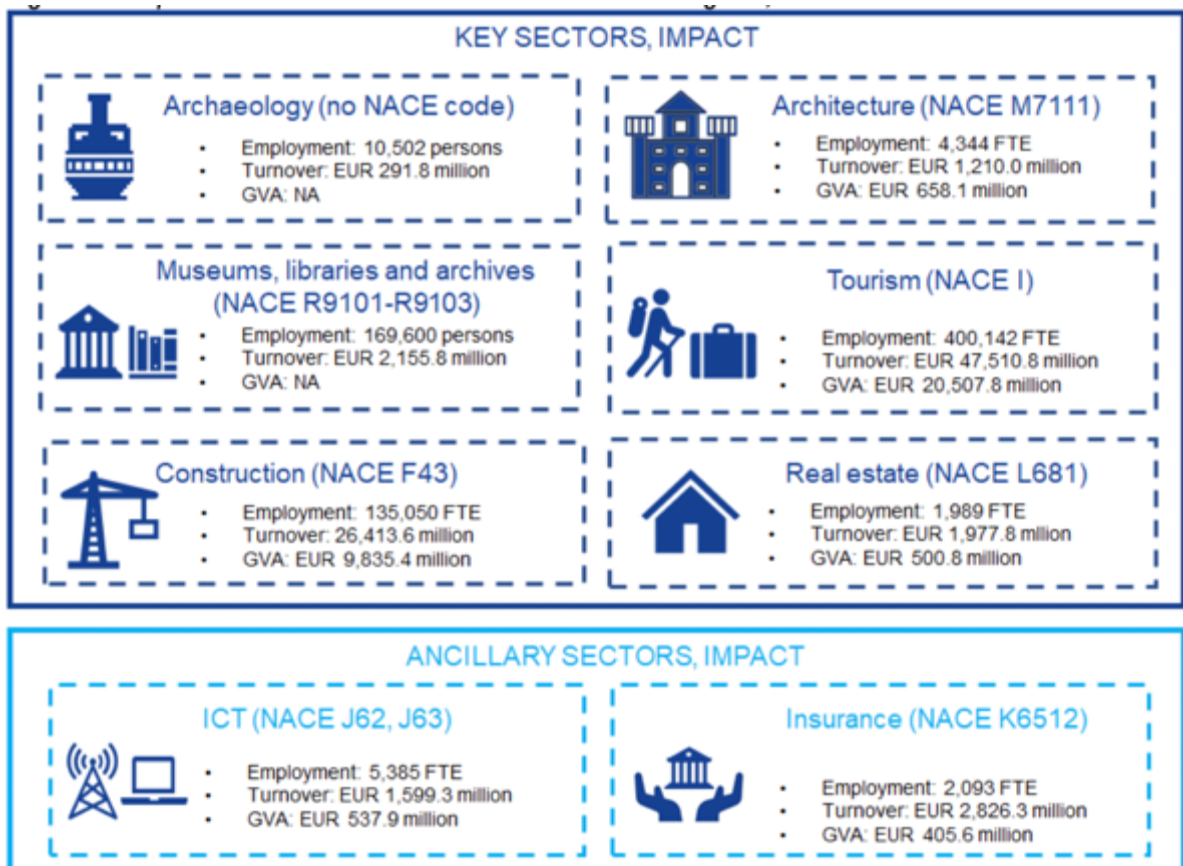 KEY SECTORS, IMPACT
Archaeology (no NACE code)
• Employment: 10,502 persons
• Turnover: EUR 291.8 million
• GVA: NA
Architecture (NACE M7111)
• Employment: 4,344 FTE
• Turnover: EUR 1,210.0 million
• GVA: EUR 658.1 million
Museums, libraries and archives
(NACE R9101-R9103)
• Employment: 169,600 persons
• Turnover: EUR 2,155.8 million
• GVA: NA
Tourism (NACE I)
• Employment: 400,142 FTE
• Turnover: EUR 47,510.8 million
• GVA: EUR 20,507.8 million
Construction (NACE F43)
• Employment: 135,050 FTE
• Turnover: 26,413.6 million
• GVA: EUR 9,835.4 million
Real estate (NACE L681)
• Employment: 1,989 FTE
• Turnover: EUR 1,977.8 mllion
• GVA: EUR 500.8 million
ANCILLARY SECTORS, IMPACT
ICT (NACE J62, J63)
• Employment: 5,385 FTE
• Turnover: EUR 1,599.3 million
• GVA: EUR 537.9 million
Insurance (NACE K6512)
• Employment: 2,093 FTE
• Turnover: EUR 2,826.3 million
• GVA: EUR 405.6 million